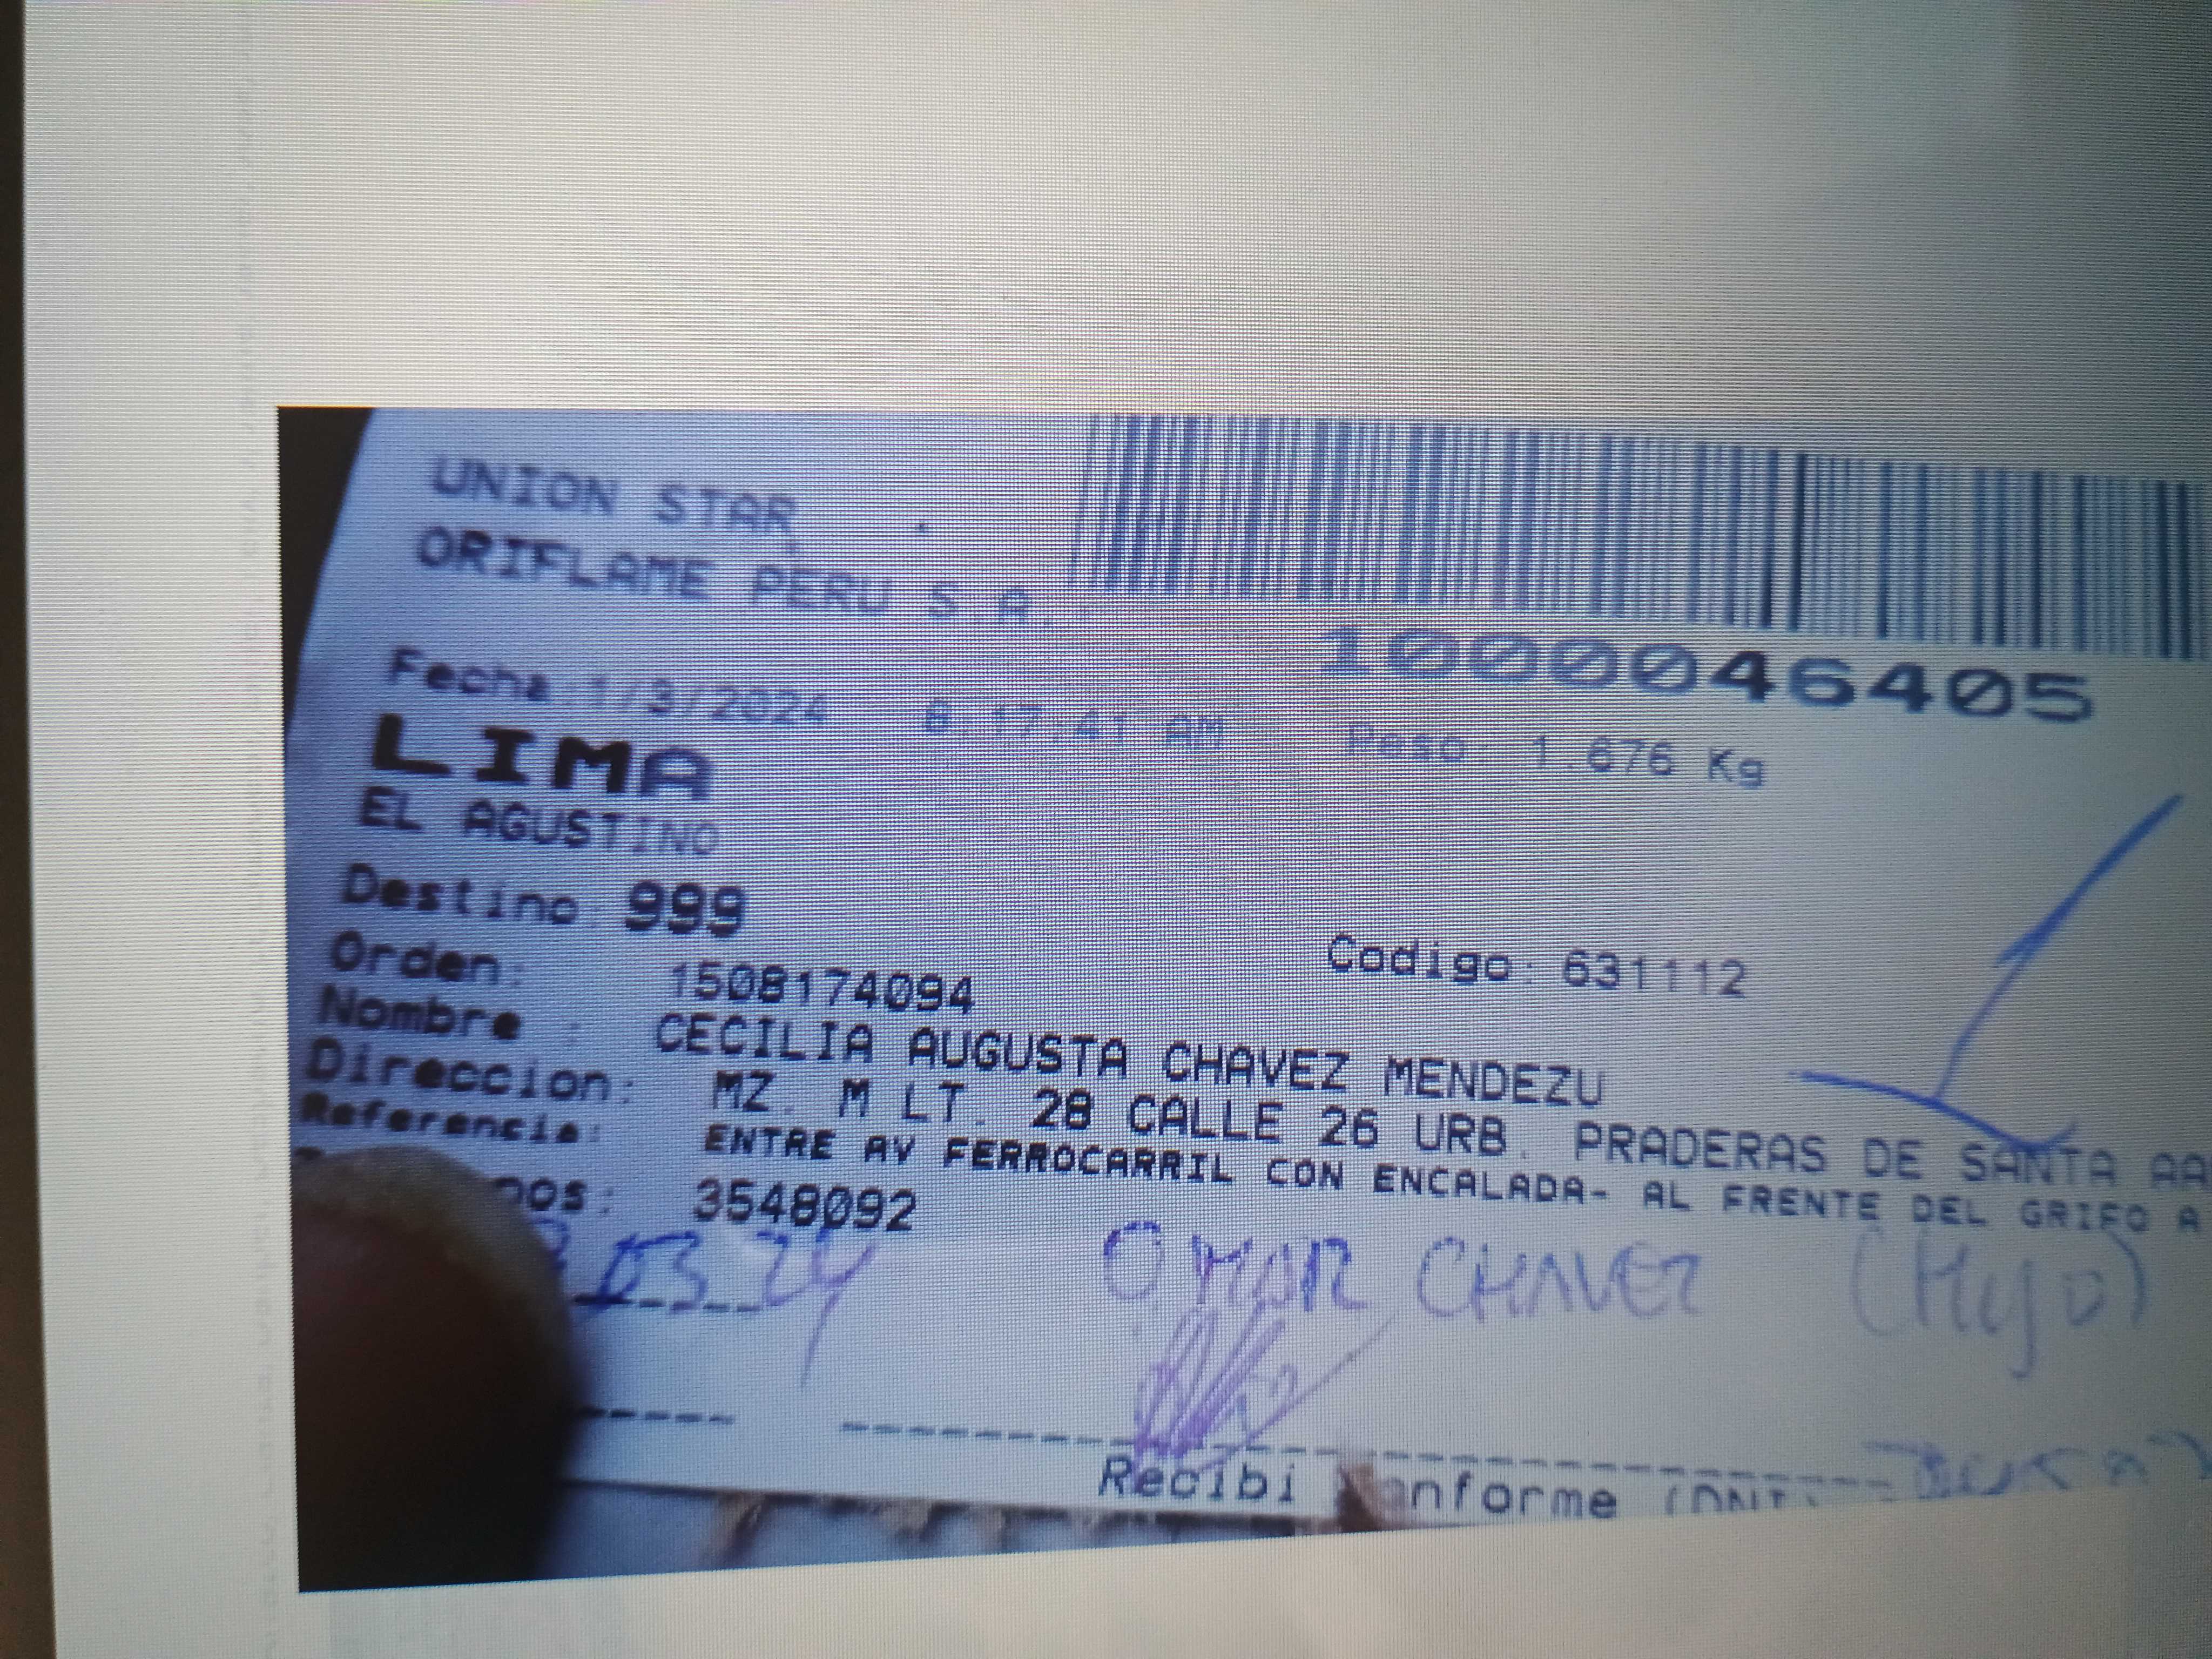 UNION STAR
ORIFLAME PERU S.A.
1000046405
Fecha:1/3/2024 8:17:41 AM Peso: 1.676 Kg
LIMA
EL AGUSTINO
Destino: 999
Orden: 1508174094 Codigo: 631112
Nombre : CECILIA AUGUSTA CHAVEZ MENDEZU
Direccion: MZ. M LT. 28 CALLE 26 URB. PRADERAS DE SANTA
Referencia: ENTRE AV FERROCARRIL CON ENCALADA- AL FRENTE DEL GRIFO A
3548092
03 24 OMAR CHAVEZ (Hijo)
Recibi